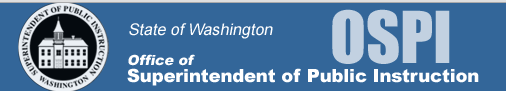 SUPERINTENDENT OF PUBLIC INSTRUCTION
WASHINGTON
State of Washington
OSPI
Office of
Superintendent of Public Instruction